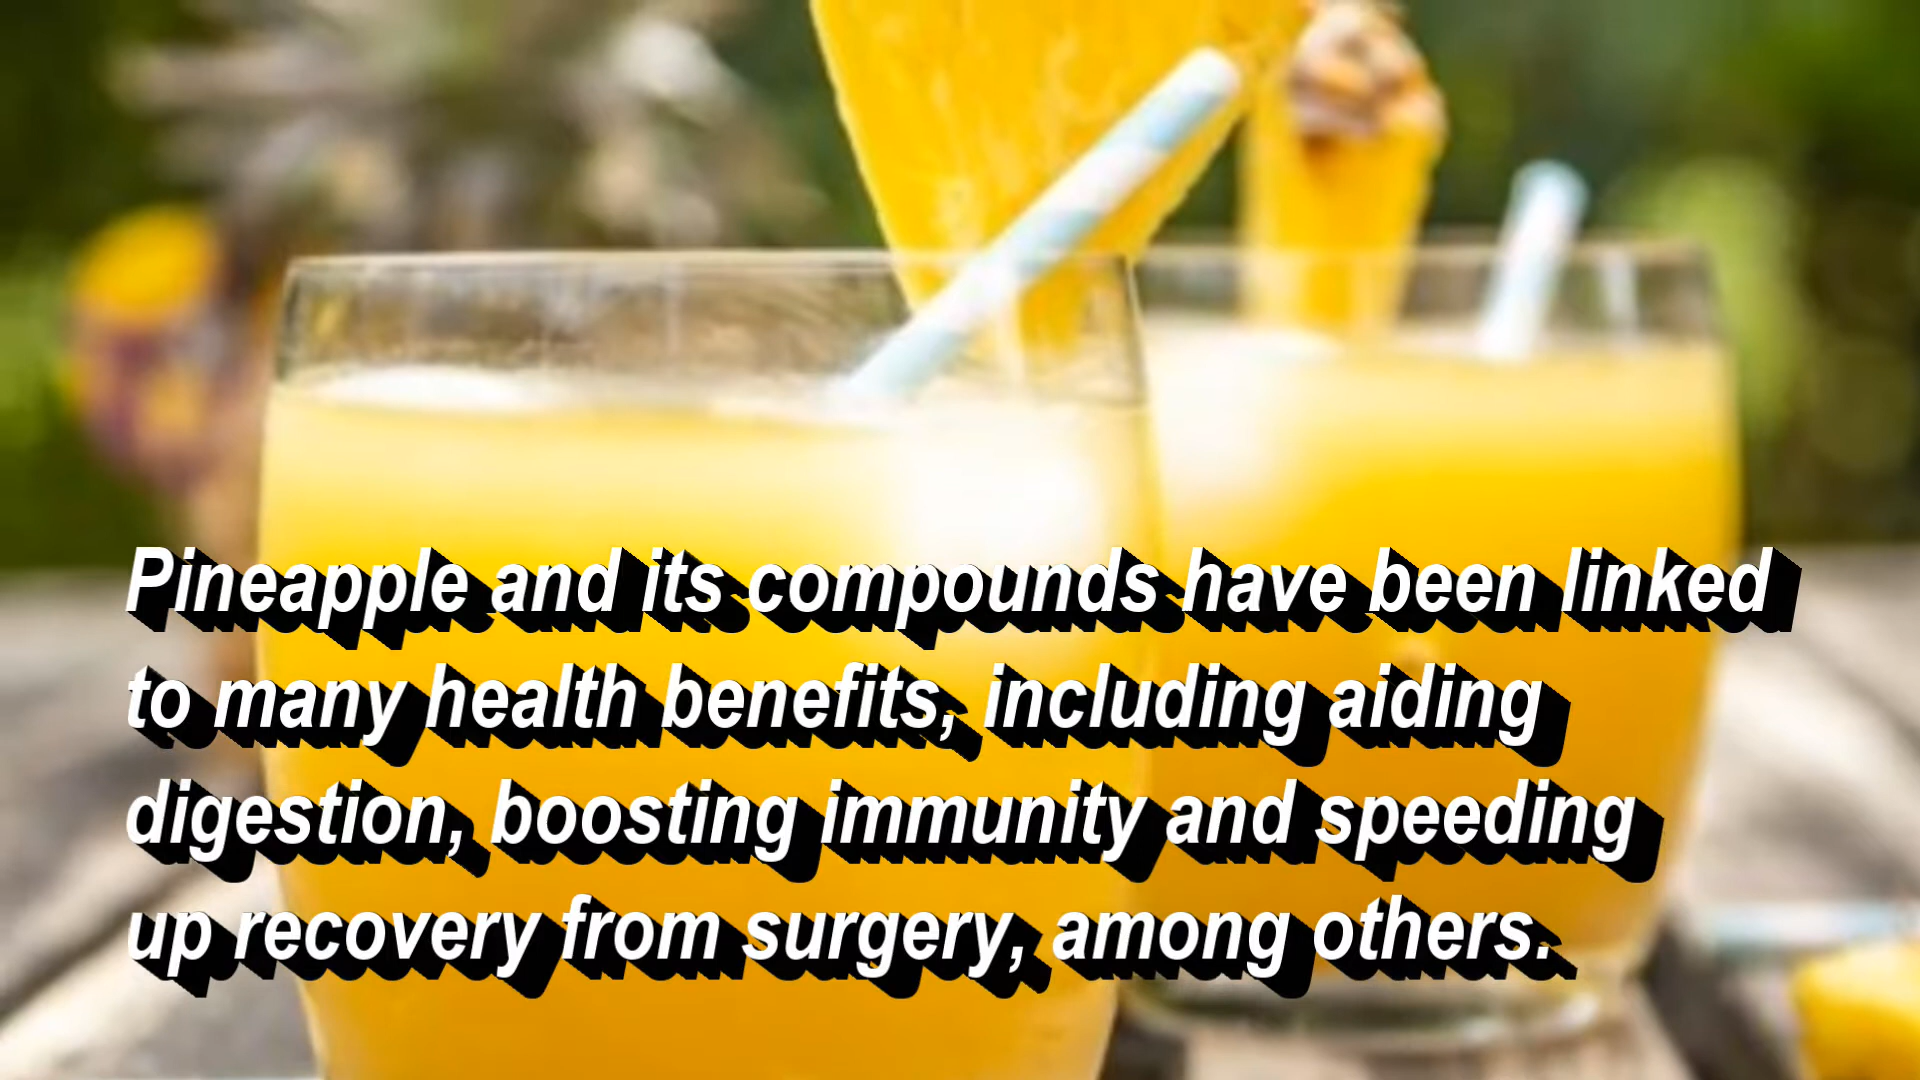 Pineapple and its compounds have been linked
to many health benefits, including aiding
digestion, boosting immunity and speeding
up recovery from surgery, among others.